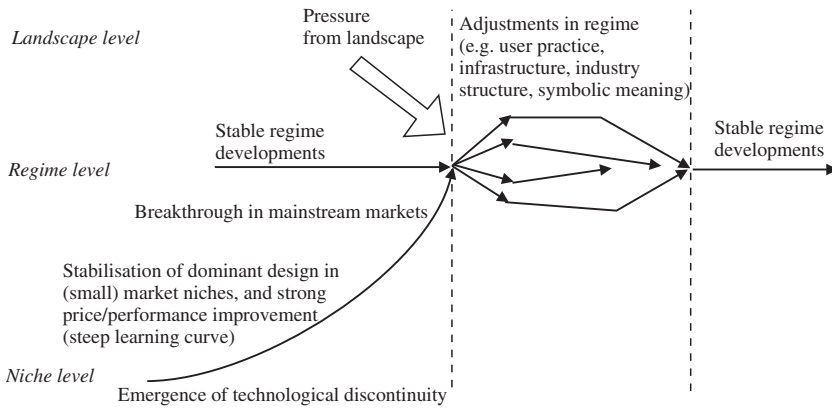 Landscape level
Pressure
from landscape
Adjustments in regime
(e.g. user practice,
infrastructure, industry
structure, symbolic meaning)
Stable regime
developments
Stable regime
developments
Regime level
Breakthrough in mainstream markets
Stabilisation of dominant design in
(small) market niches, and strong
price/performance improvement
(steep learning curve)
Niche level
Emergence of technological discontinuity